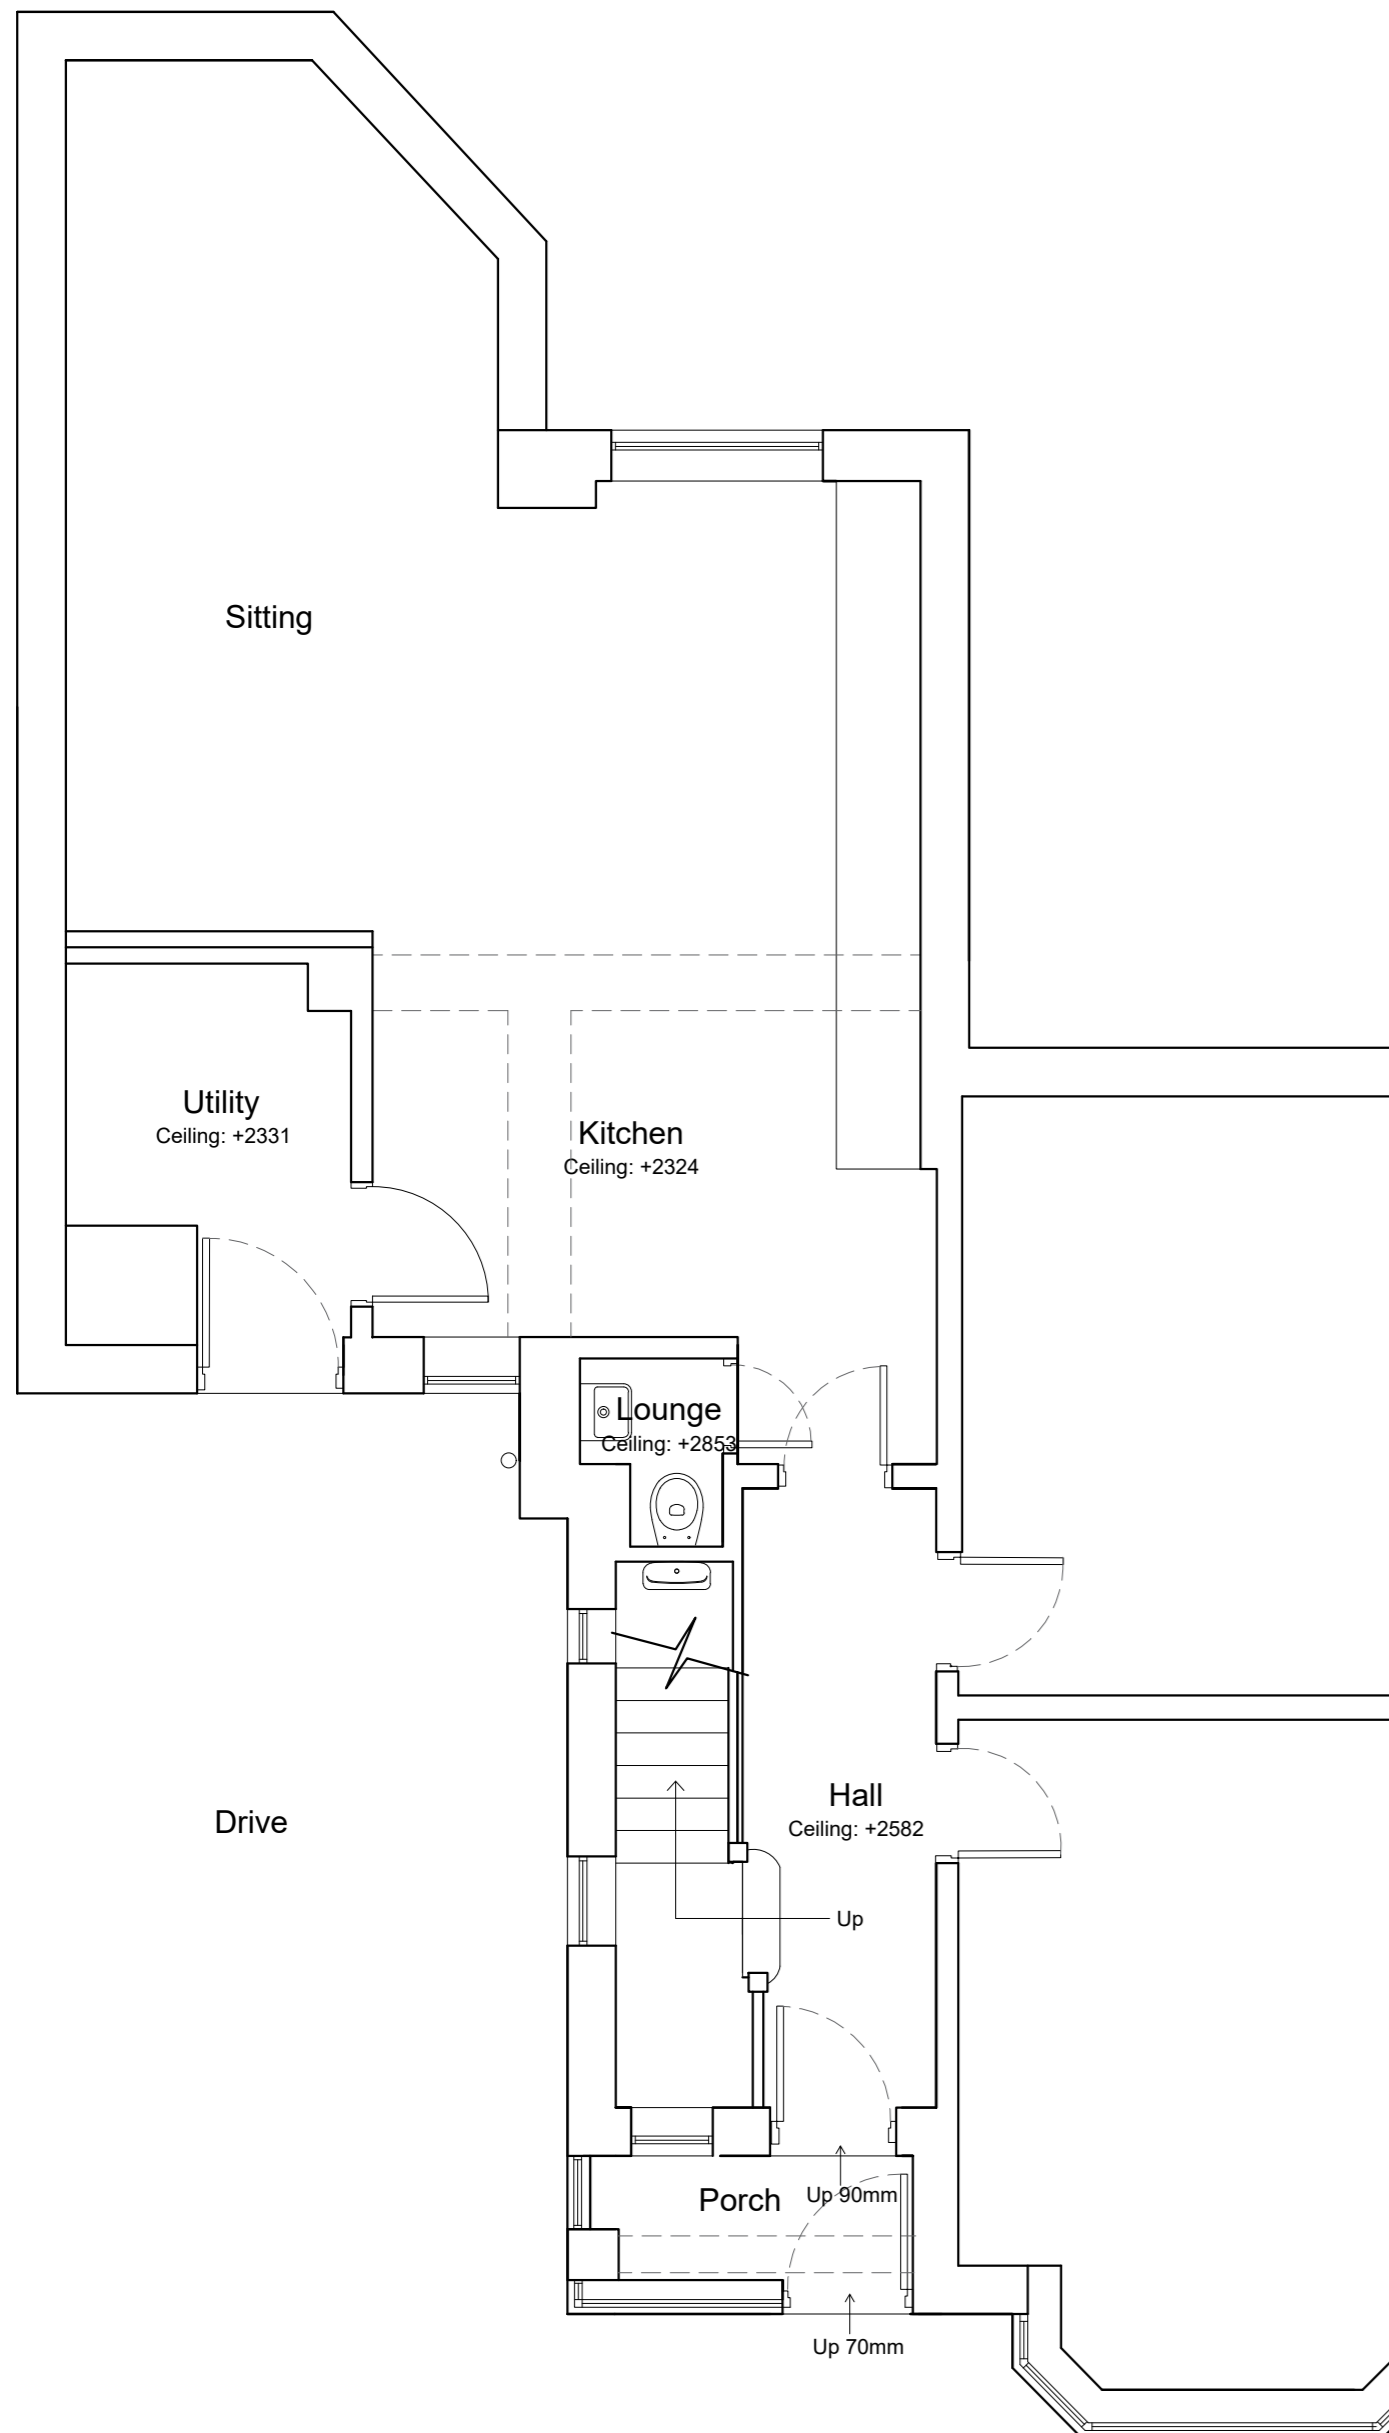 Sitting
Utility
Ceiling: +2331
Kitchen
Ceiling: +2324
Lounge
Ceiling: +2853
Hall
Ceiling: +2582
Drive
Up
Porch
Up 90mm
Up 70mm